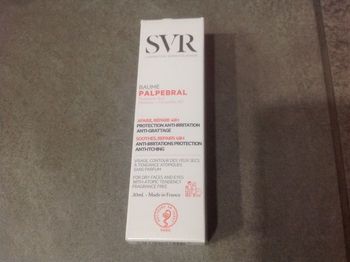 SVR
BAUME
PALPEBRAL
APAISE, RÉPARE 48H
PROTECTION ANTI-IRRITATION
ANTI-GRATTAGE
SOOTHES, REPAIRS 48H
ANTI-IRRITATIONS PROTECTION
ANTI-ITCHING
VISAGE, CONTOUR DES YEUX SECS
À TENDANCE ATOPIQUES
SANS PARFUM
FOR DRY FACES AND EYES
WITH ATOPIC TENDENCY
FRAGRANCE FREE
30mL - Made in France